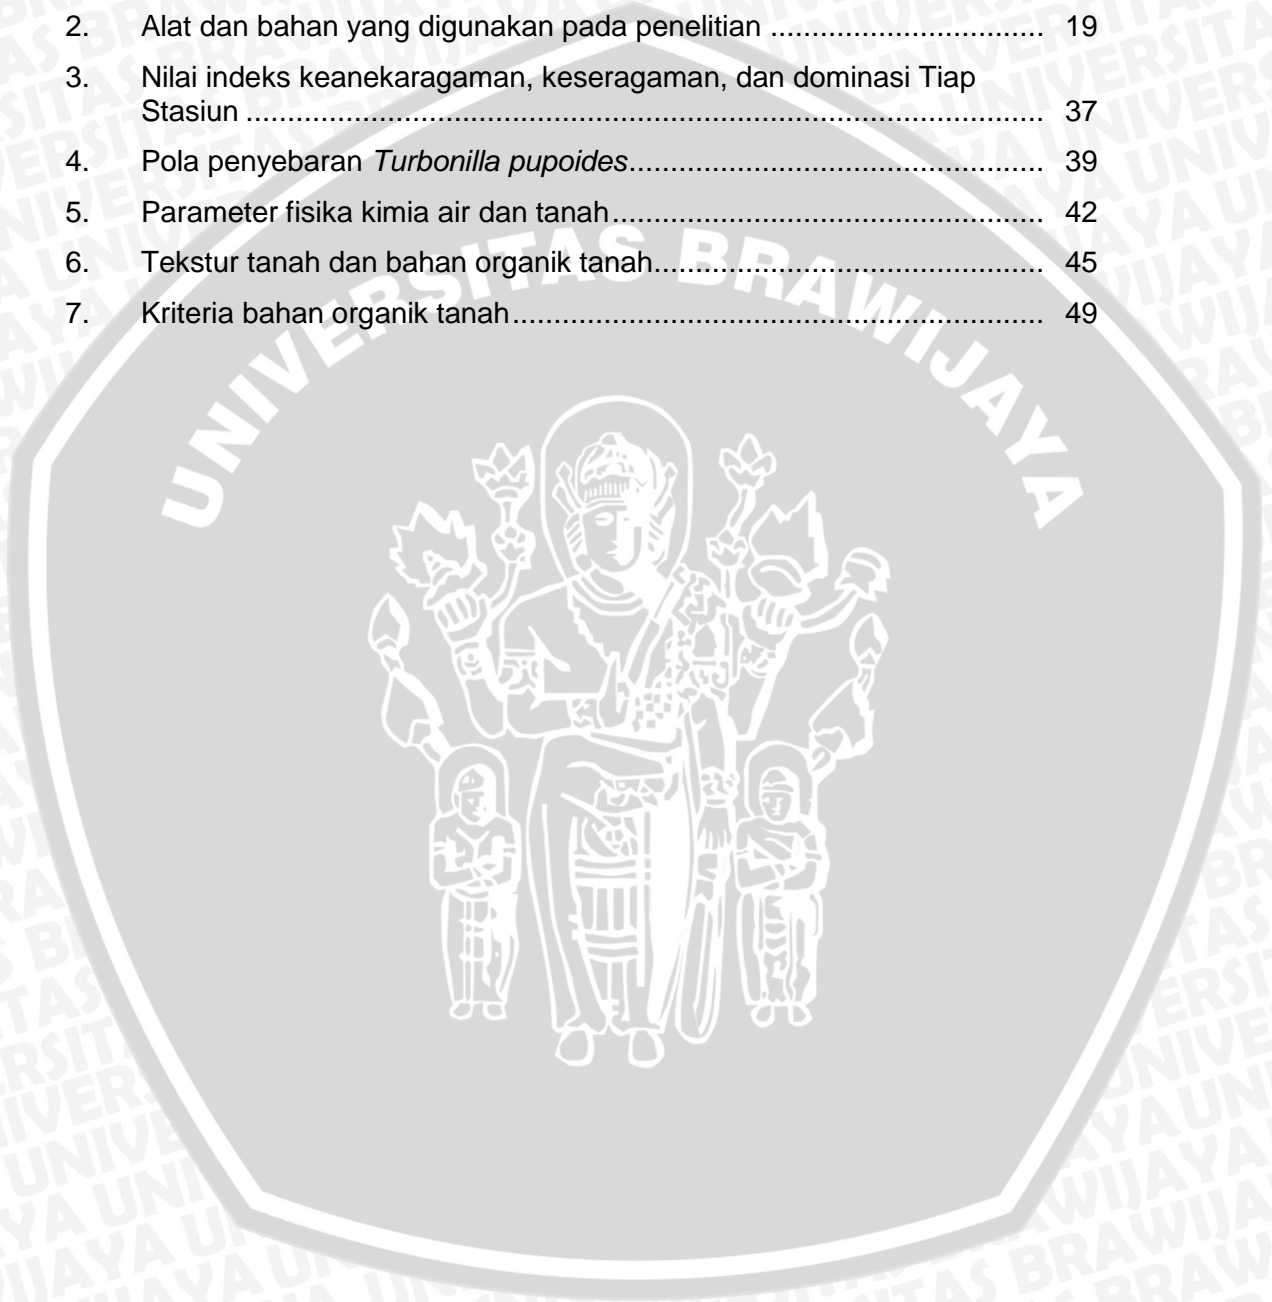 2. Alat dan bahan yang digunakan pada penelitian ................................. 19
3. Nilai indeks keanekaragaman, keseragaman, dan dominasi Tiap
Stasiun .................................................................................................. 37
4. Pola penyebaran Turbonilla pupoides................................................... 39
5. Parameter fisika kimia air dan tanah..................................................... 42
6. Tekstur tanah dan bahan organik tanah................................................ 45
7. Kriteria bahan organik tanah................................................................. 49
UNIVERSITAS BRAWIJAYA